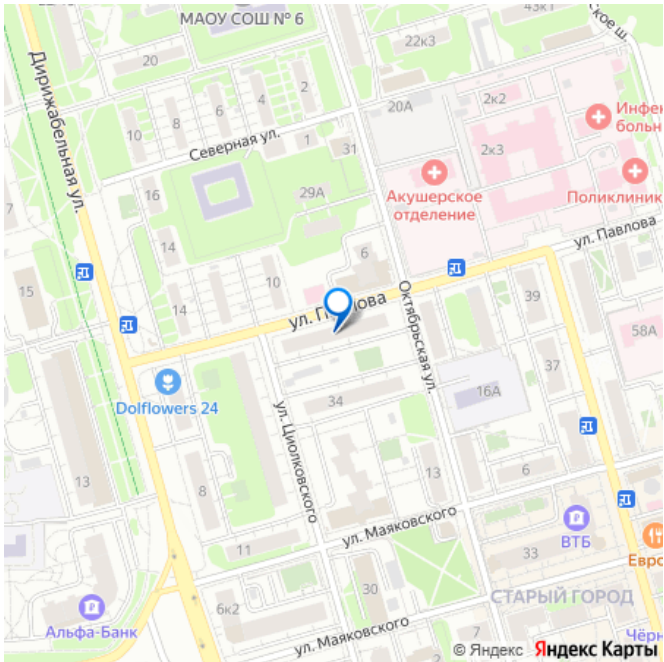 МАОУ СОШ № 6
43к1
22к3
20
2
4
6
8
10
20А
2к2
Инфе
больн
2к3
Дирижабельная ул.
Северная ул.
1
31
Акушерское
отделение
Поликлиник
16
29А
7
14
6
ул. Павлова
15
10
14
39
58А
Октябрьская ул.
37
Dolflowers 24
34
16А
ул. Циолковского
13
8
13
6
ул. Маяковского
ВТБ
11
33
Евро
30
СТАРЫЙ ГОРОД
6к2
Альфа-Банк
7
Чёрн
ул. Маяковского
© Яндекс Яндекс Карты